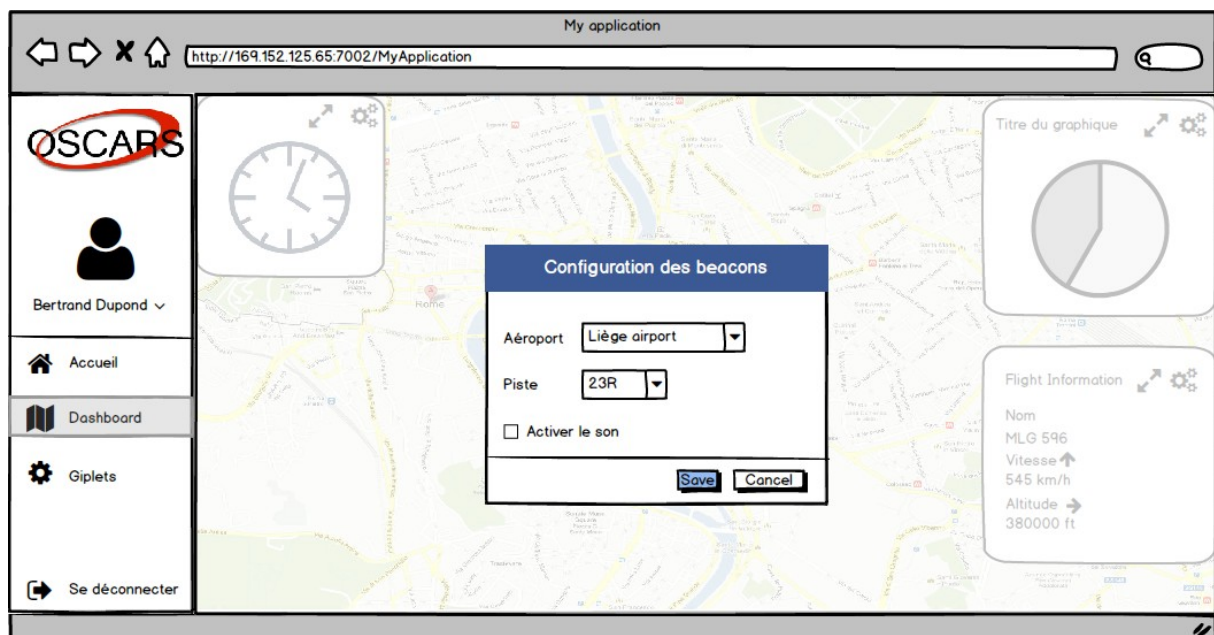 My application
http://169.152.125.65:7002/MyApplication
OSCARS
Bertrand Dupond
Accueil
Dashboard
Giplets
Se déconnecter
Home
Titre du graphique
Configuration des beacons
Aéroport Liège airport
Piste 23R
Activer le son
Save Cancel
Flight Information
Nom
MLG 596
Vitesse
545 km/h
Altitude
380000 ft